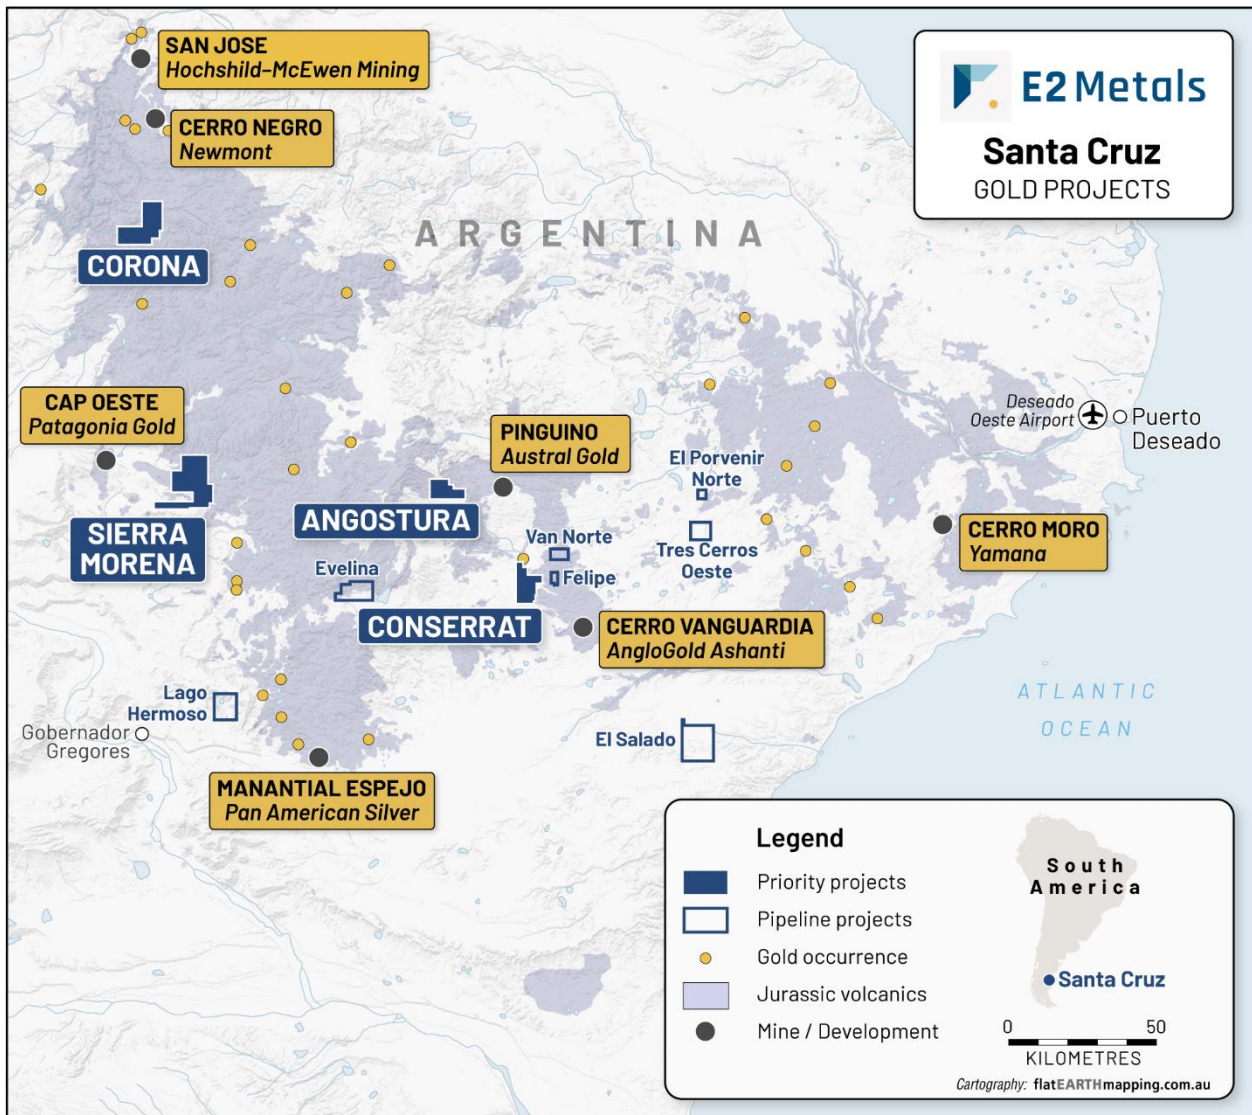 SAN JOSE
Hochshild–McEwen Mining
E2 Metals
Santa Cruz
GOLD PROJECTS
CERRO NEGRO
Newmont
ARGENTINA
CORONA
CAP OESTE
Patagonia Gold
Deseado
Oeste Airport
Puerto
Deseado
PINGUINO
Austral Gold
El Porvenir
Norte
SIERRA
MORENA
ANGOSTURA
Van Norte
Tres Cerros
Oeste
CERRO MORO
Yamana
Evelina
Felipe
CONSERRAT
CERRO VANGUARDIA
AngloGold Ashanti
Lago
Hermoso
ATLANTIC
OCEAN
Gobernador
Gregores
El Salado
MANANTIAL ESPEJO
Pan American Silver
Legend
Priority projects
Pipeline projects
Gold occurrence
Jurassic volcanics
Mine / Development
South
America
Santa Cruz
0 50
KILOMETRES
Cartography: flatEARTHmapping.com.au